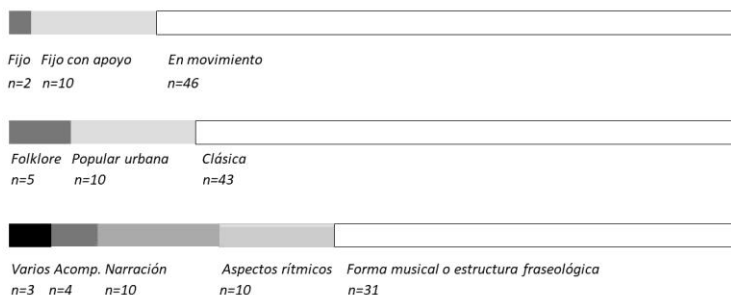 Fijo Fijo con apoyo En movimiento
n=2 n=10 n=46
Folklore Popular urbana Clásica
n=5 n=10 n=43
Varios Acomp. Narración Aspectos rítmicos Forma musical o estructura fraseológica
n=3 n=4 n=10 n=10 n=31